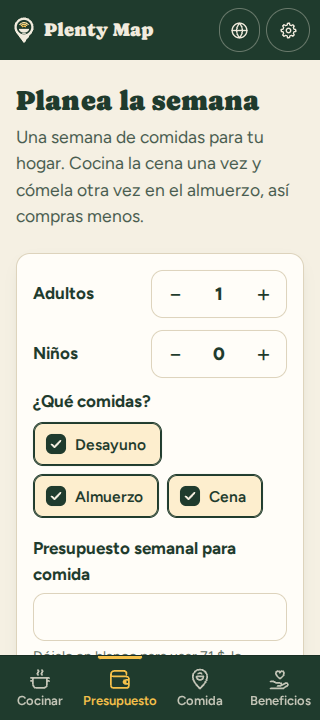 Plenty Map
Planea la semana
Una semana de comidas para tu
hogar. Cocina la cena una vez y
cómela otra vez en el almuerzo, así
compras menos.
Adultos
− 1 +
Niños
− 0 +
¿Qué comidas?
Desayuno
Almuerzo
Cena
Presupuesto semanal para
comida
Cocinar
Presupuesto
Comida
Beneficios